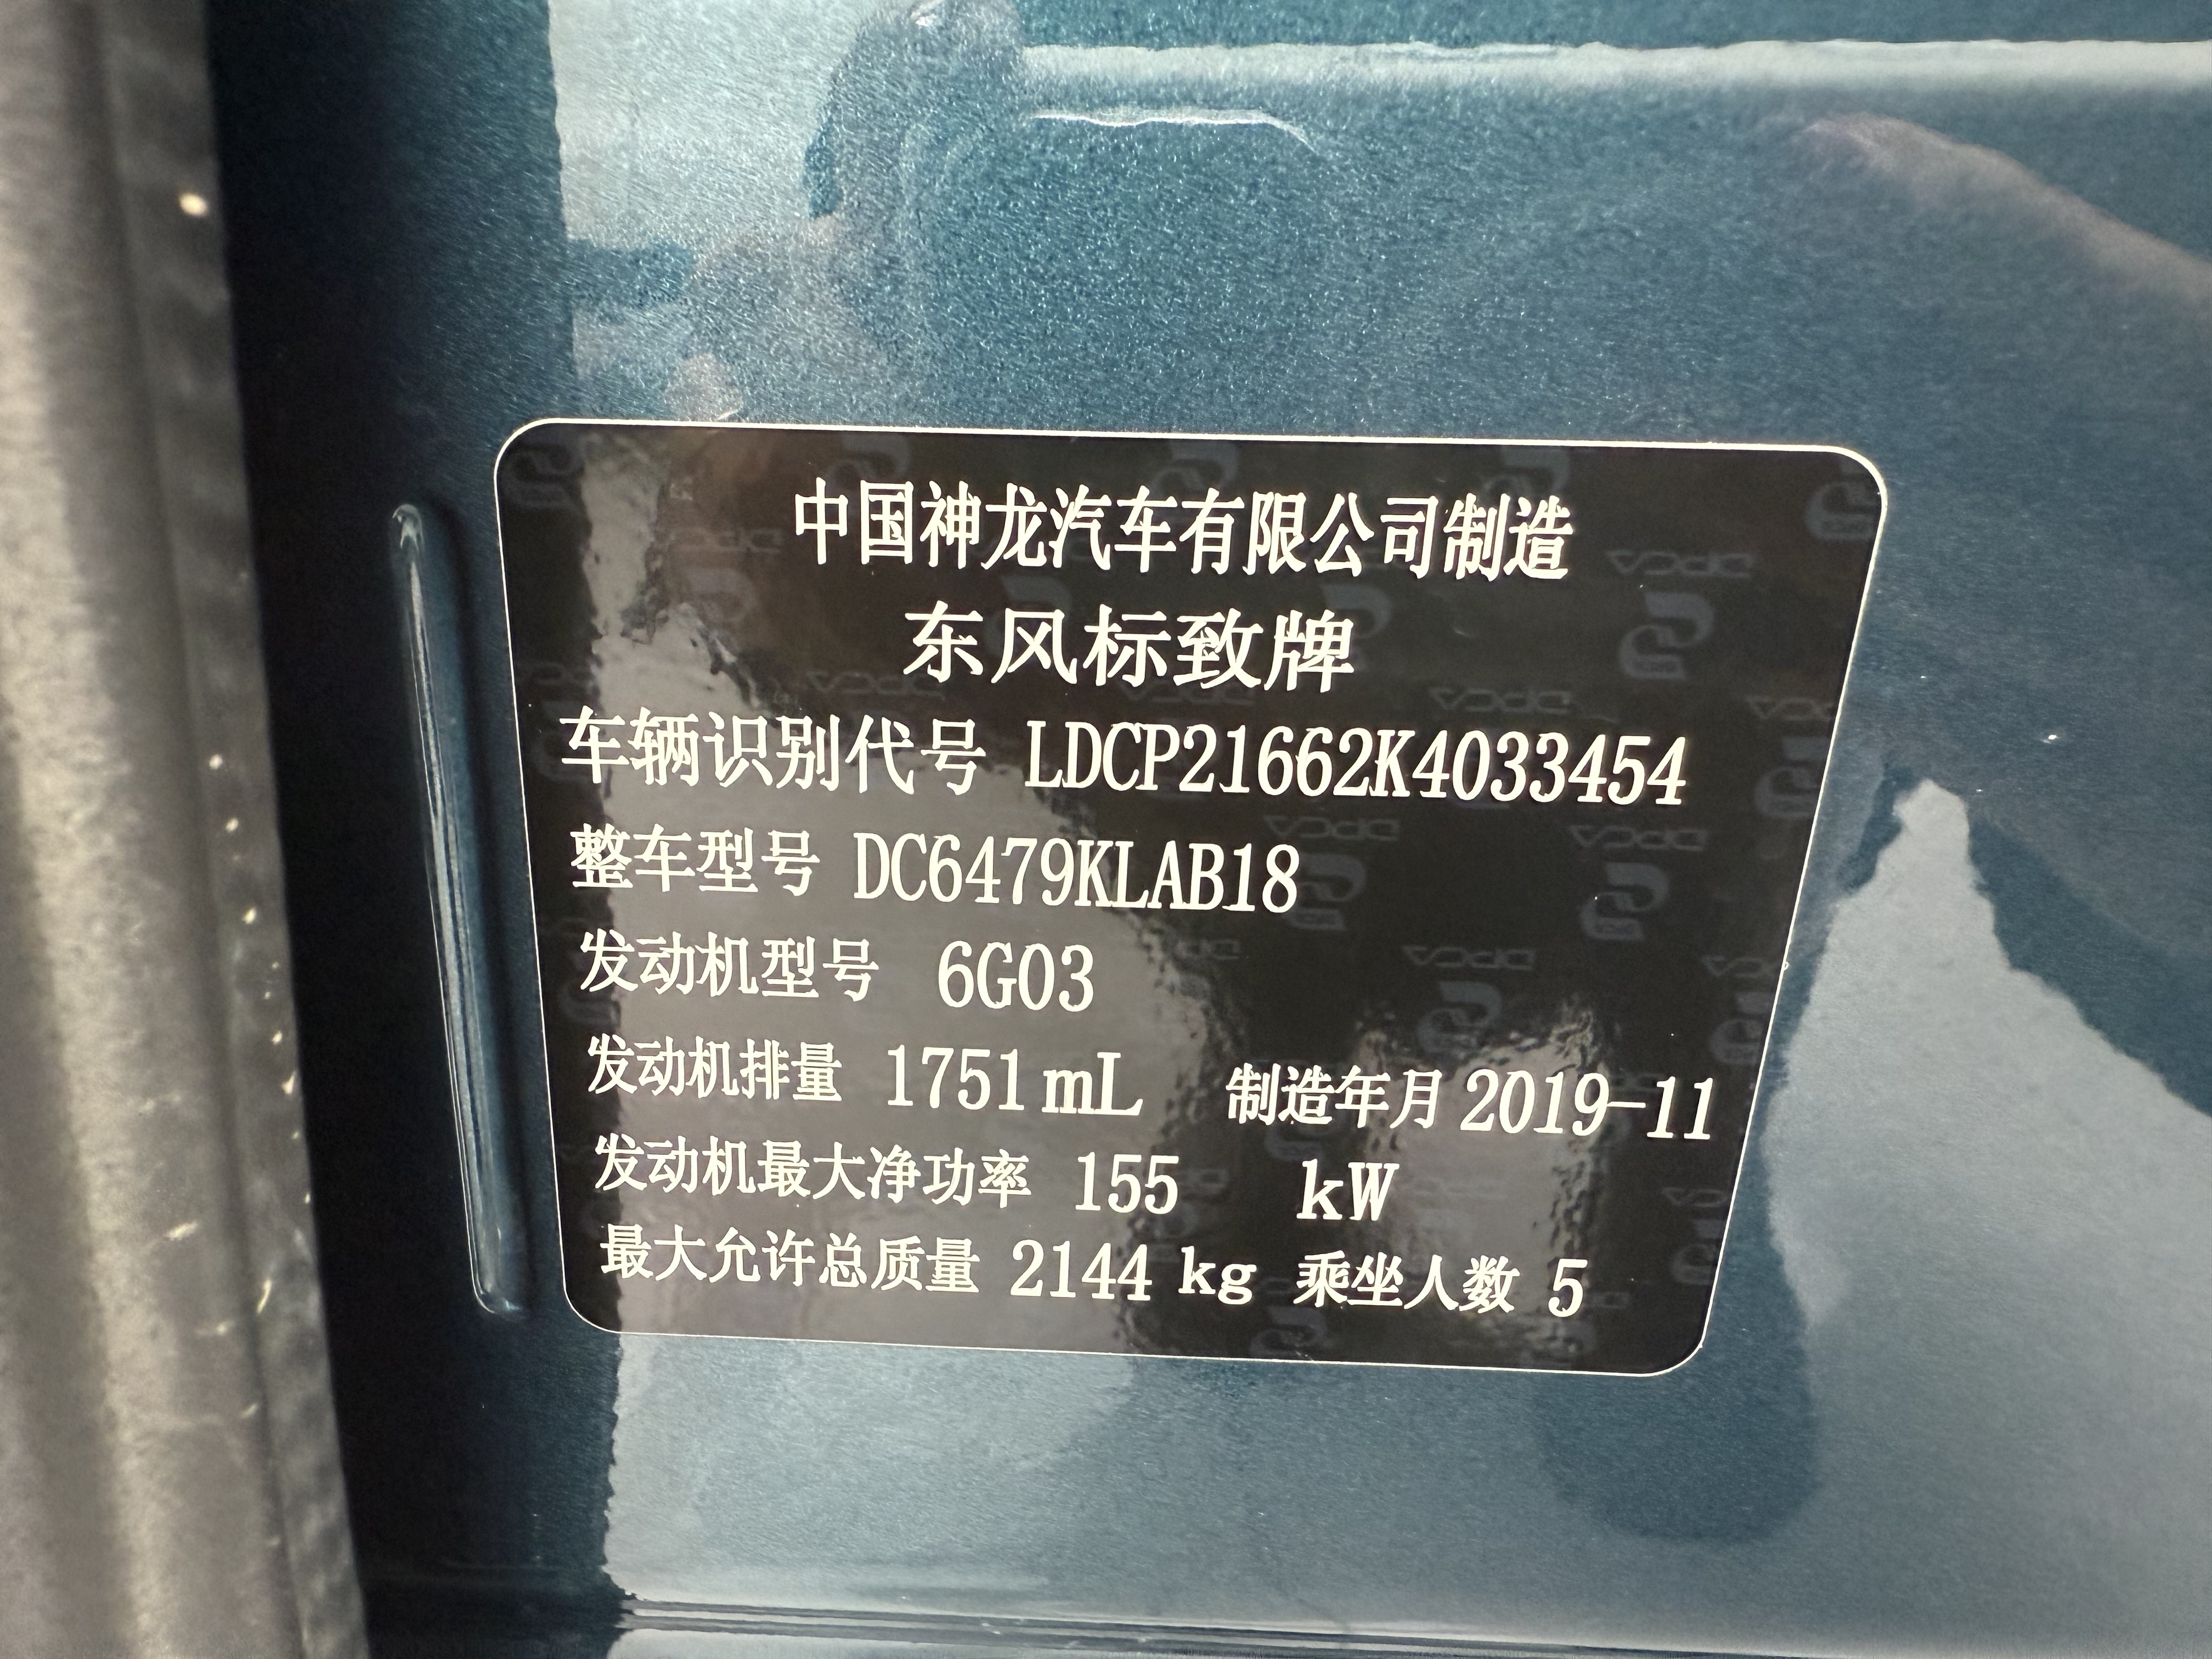 中国神龙汽车有限公司制造
东风标致牌
车辆识别代号 LDCP21662K4033454
整车型号 DC6479KLAB18
发动机型号 6G03
发动机排量 1751mL 制造年月 2019-11
发动机最大净功率 155 kW
最大允许总质量 2144 kg 乘坐人数 5